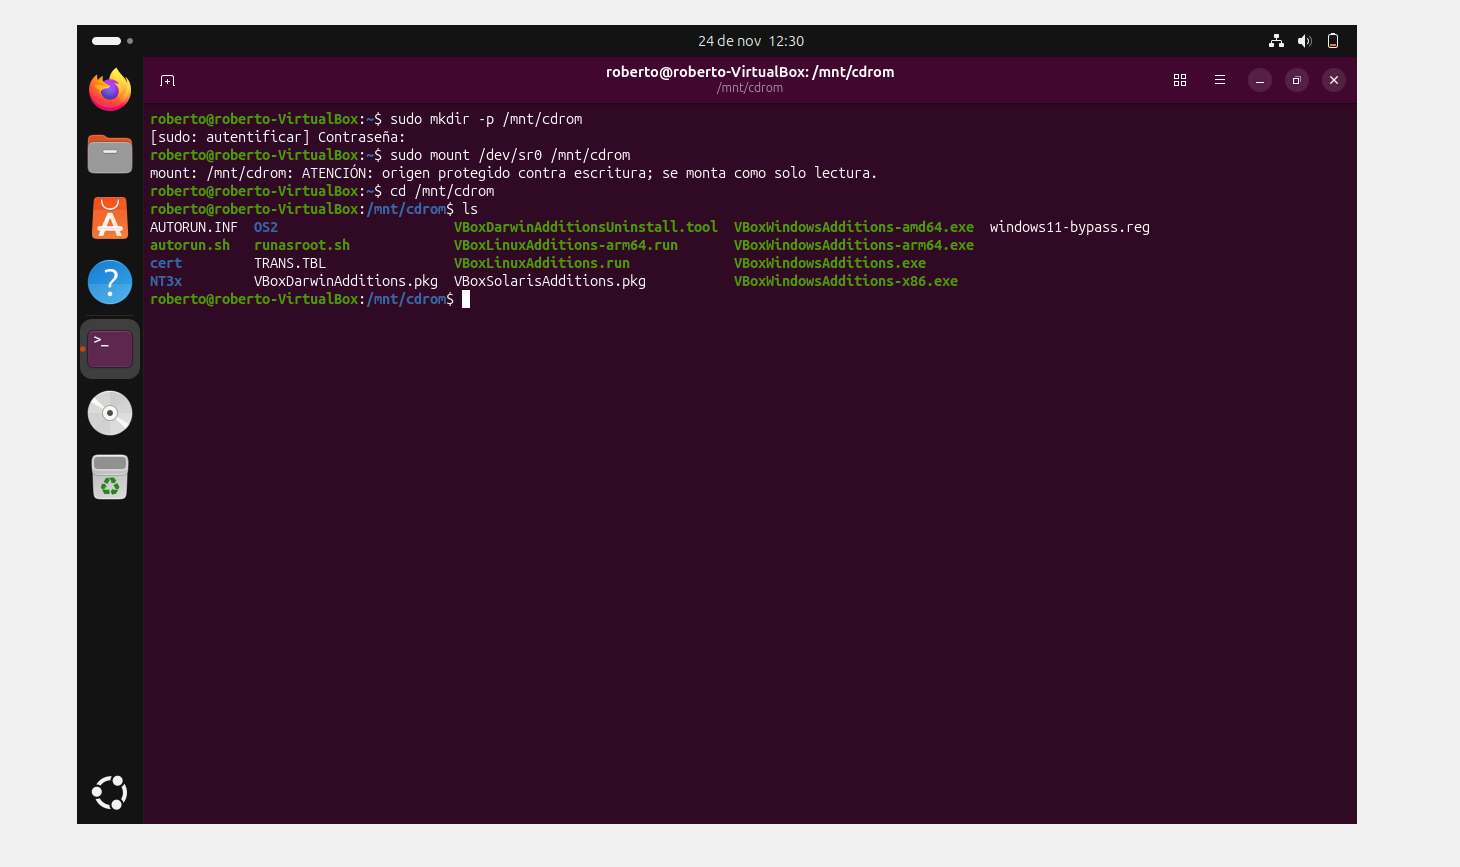 24 de nov 12:30
roberto@roberto-VirtualBox: /mnt/cdrom
/mnt/cdrom
roberto@roberto-VirtualBox:~$ sudo mkdir -p /mnt/cdrom
[sudo: autentificar] Contraseña:
roberto@roberto-VirtualBox:~$ sudo mount /dev/sr0 /mnt/cdrom
mount: /mnt/cdrom: ATENCIÓN: origen protegido contra escritura; se monta como solo lectura.
roberto@roberto-VirtualBox:~$ cd /mnt/cdrom
roberto@roberto-VirtualBox:/mnt/cdrom$ ls
AUTORUN.INF OS2 VBoxDarwinAdditionsUninstall.tool VBoxWindowsAdditions-amd64.exe windows11-bypass.reg
autorun.sh runasroot.sh VBoxLinuxAdditions-arm64.run VBoxWindowsAdditions-arm64.exe
cert TRANS.TBL VBoxLinuxAdditions.run VBoxWindowsAdditions.exe
NT3x VBoxDarwinAdditions.pkg VBoxSolarisAdditions.pkg VBoxWindowsAdditions-x86.exe
roberto@roberto-VirtualBox:/mnt/cdrom$